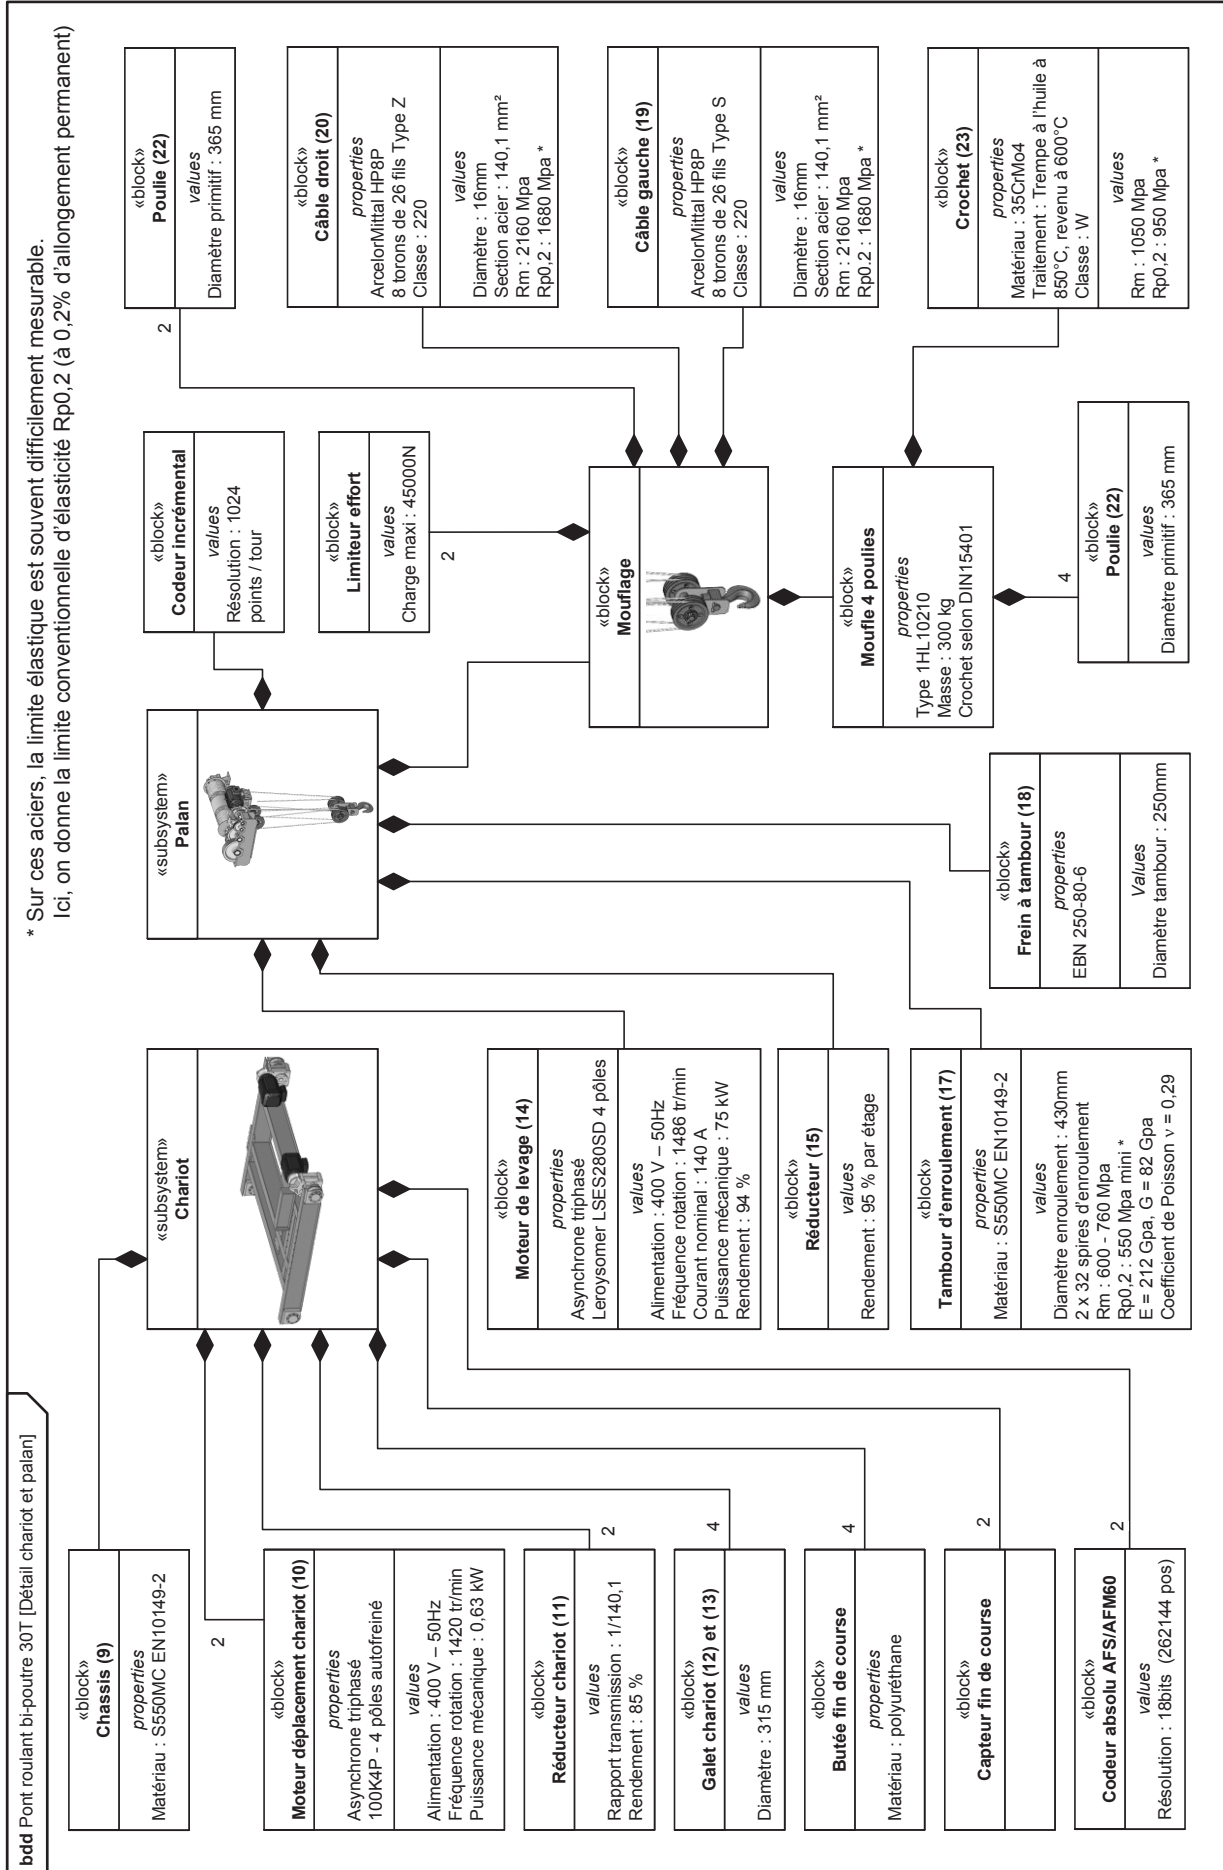 bdd Pont roulant bi-poutre 30T [Détail chariot et palan]
* Sur ces aciers, la limite élastique est souvent difficilement mesurable.
Ici, on donne la limite conventionnelle d'élasticité Rp0,2 (à 0,2% d'allongement permanent)
«block»
Chassis (9)
properties
Matériau : S550MC EN10149-2
«subsystem»
Chariot
«subsystem»
Palan
«block»
Codeur incrémental
values
Résolution : 1024
points / tour
«block»
Poulie (22)
values
Diamètre primitif : 365 mm
2
2
«block»
Moteur déplacement chariot (10)
properties
Asynchrone triphasé
100K4P - 4 pôles autofreiné
values
Alimentation : 400 V – 50Hz
Fréquence rotation : 1420 tr/min
Puissance mécanique : 0,63 kW
«block»
Limiteur effort
values
Charge maxi : 45000N
2
«block»
Câble droit (20)
properties
ArcelorMittal HP8P
8 torons de 26 fils Type Z
Classe : 220
values
Diamètre : 16mm
Section acier : 140,1 mm²
Rm : 2160 Mpa
Rp0,2 : 1680 Mpa *
«block»
Réducteur chariot (11)
values
Rapport transmission : 1/140,1
Rendement : 85 %
2
«block»
Moteur de levage (14)
properties
Asynchrone triphasé
Leroysomer LSES280SD 4 pôles
values
Alimentation : 400 V – 50Hz
Fréquence rotation : 1486 tr/min
Courant nominal : 140 A
Puissance mécanique : 75 kW
Rendement : 94 %
«block»
Mouflage
«block»
Câble gauche (19)
properties
ArcelorMittal HP8P
8 torons de 26 fils Type S
Classe : 220
values
Diamètre : 16mm
Section acier : 140,1 mm²
Rm : 2160 Mpa
Rp0.2 : 1680 Mpa *
«block»
Galet chariot (12) et (13)
values
Diamètre : 315 mm
4
«block»
Réducteur (15)
values
Rendement : 95 % par étage
«block»
Butée fin de course
properties
Matériau : polyuréthane
4
«block»
Moufle 4 poulies
properties
Type 1HL10210
Masse : 300 kg
Crochet selon DIN15401
«block»
Crochet (23)
properties
Matériau : 35CrMo4
Traitement : Trempe à l'huile à
850°C, revenu à 600°C
Classe : W
values
Rm : 1050 Mpa
Rp0,2 : 950 Mpa *
«block»
Capteur fin de course
2
«block»
Tambour d'enroulement (17)
properties
Matériau : S550MC EN10149-2
values
Diamètre enroulement : 430mm
2 x 32 spires d'enroulement
Rm : 600 - 760 Mpa
Rp0,2 : 550 Mpa mini *
E = 212 Gpa, G = 82 Gpa
Coefficient de Poisson ν = 0,29
«block»
Frein à tambour (18)
properties
EBN 250-80-6
Values
Diamètre tambour : 250mm
4
«block»
Poulie (22)
values
Diamètre primitif : 365 mm
«block»
Codeur absolu AFS/AFM60
values
Résolution : 18bits (262144 pos)
2